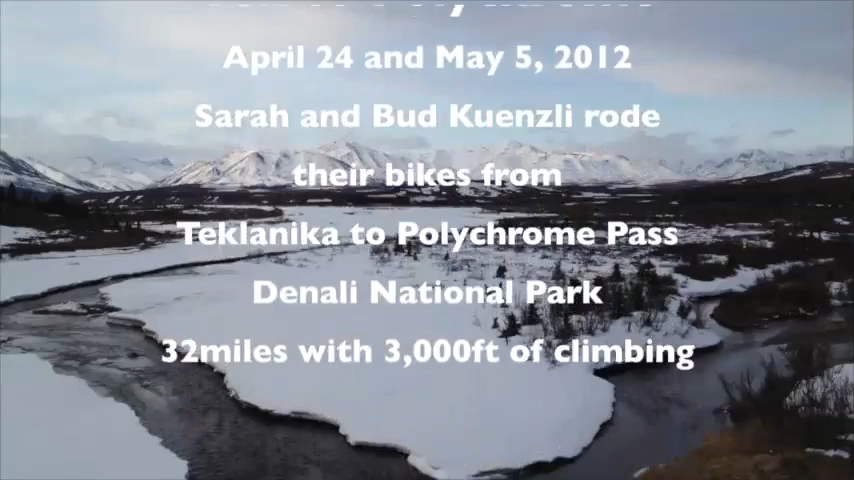 April 24 and May 5, 2012
Sarah and Bud Kuenzli rode
their bikes from
Teklanika to Polychrome Pass
Denali National Park
32miles with 3,000ft of climbing